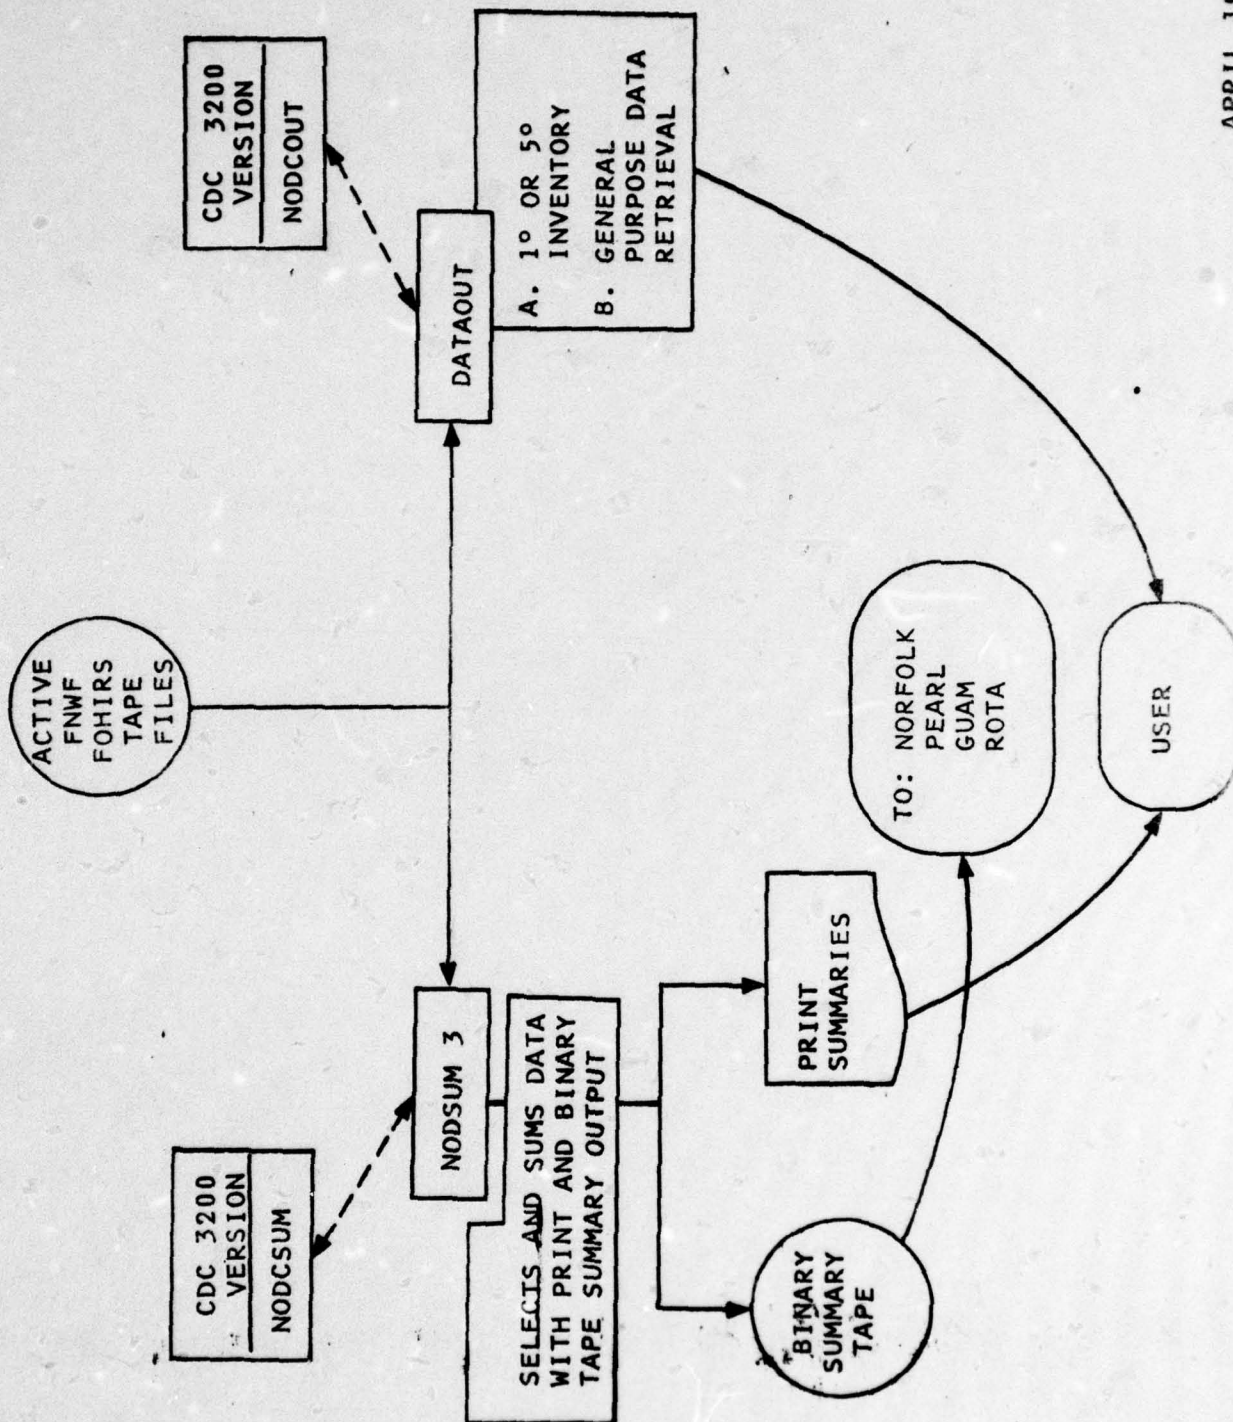 ACTIVE
FNWF
FOHIRS
TAPE
FILES
CDC 3200
VERSION
NODCSUM
NODSUM 3
SELECTS AND SUMS DATA
WITH PRINT AND BINARY
TAPE SUMMARY OUTPUT
BINARY
SUMMARY
TAPE
PRINT
SUMMARIES
TO: NORFOLK
PEARL
GUAM
ROTA
USER
CDC 3200
VERSION
NODCOUT
DATAOUT
A. 1° OR 5°
INVENTORY
B. GENERAL
PURPOSE DATA
RETRIEVAL
APRIL